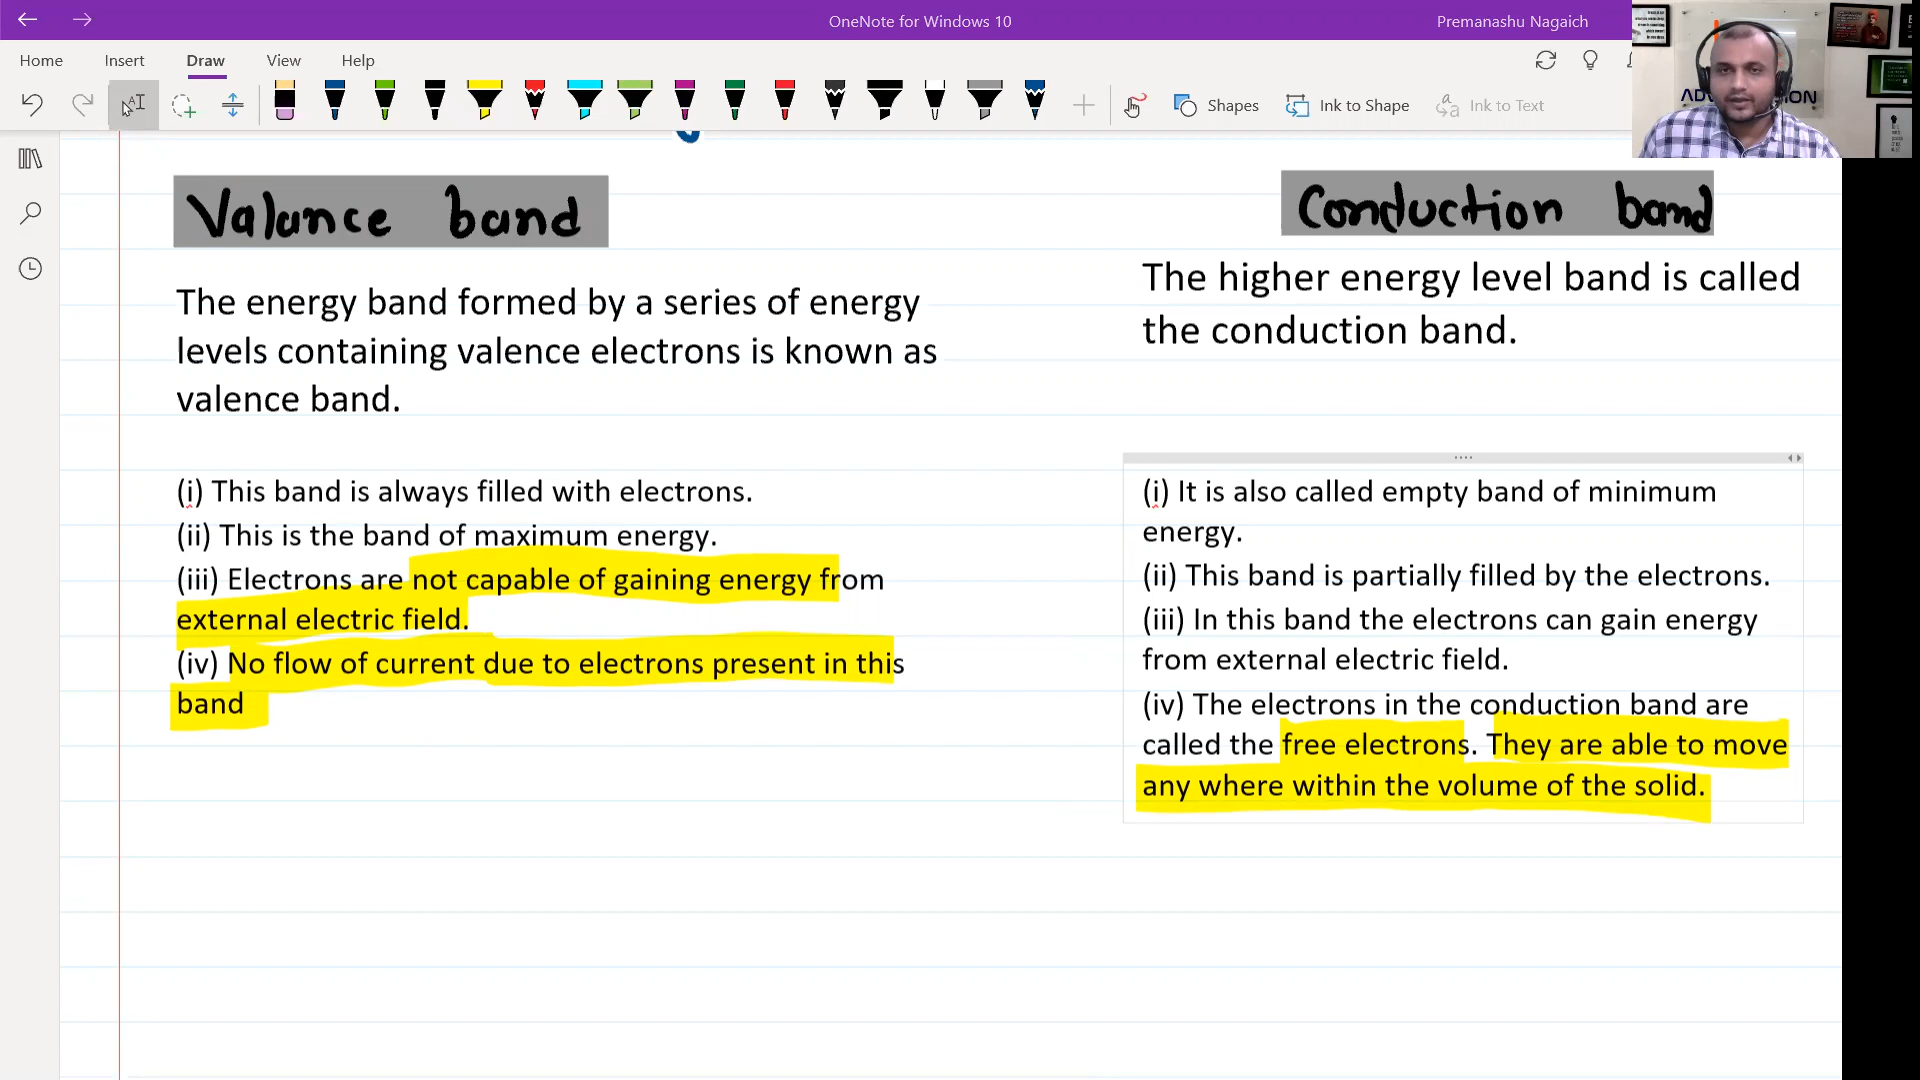 OneNote for Windows 10
Premanashu Nagaich
Home Insert Draw View Help
Shapes Ink to Shape Ink to Text
Valance band
The energy band formed by a series of energy
levels containing valence electrons is known as
valence band.
(i) This band is always filled with electrons.
(ii) This is the band of maximum energy.
(iii) Electrons are not capable of gaining energy from
external electric field.
(iv) No flow of current due to electrons present in this
band
Conduction band
The higher energy level band is called
the conduction band.
(i) It is also called empty band of minimum
energy.
(ii) This band is partially filled by the electrons.
(iii) In this band the electrons can gain energy
from external electric field.
(iv) The electrons in the conduction band are
called the free electrons. They are able to move
any where within the volume of the solid.